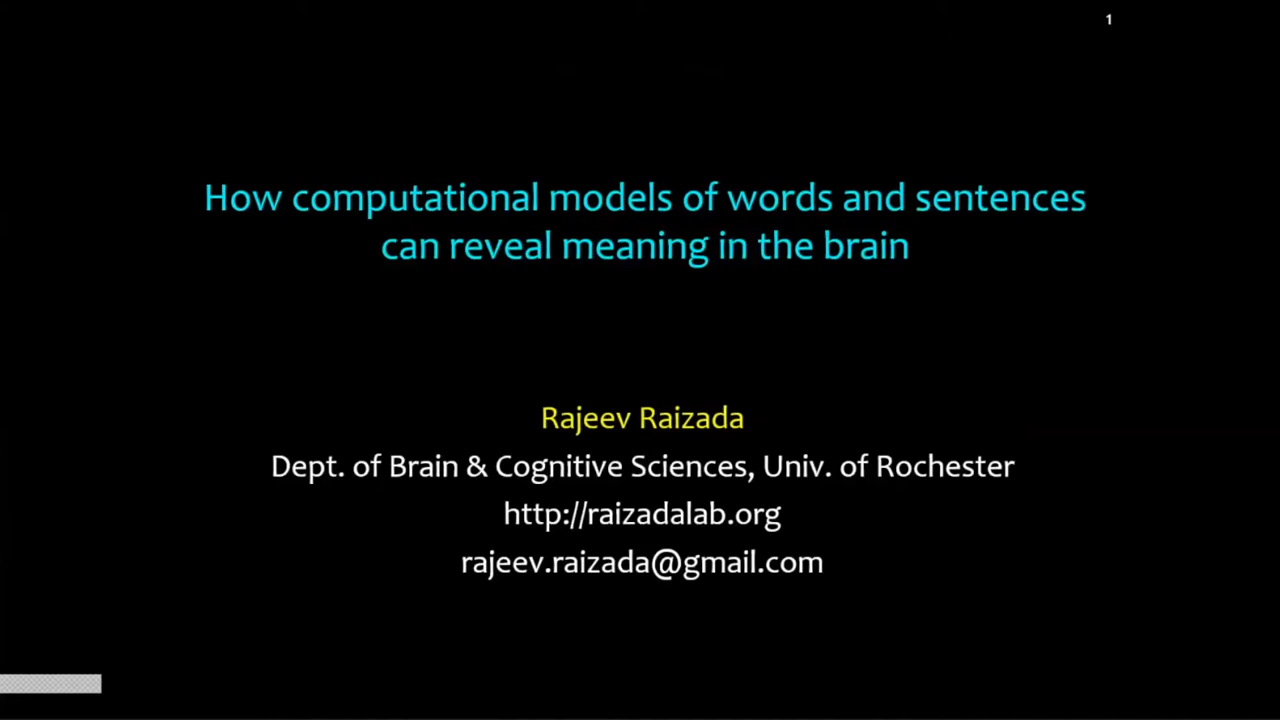 1
How computational models of words and sentences
can reveal meaning in the brain
Rajeev Raizada
Dept. of Brain & Cognitive Sciences, Univ. of Rochester
http://raizadalab.org
rajeev.raizada@gmail.com